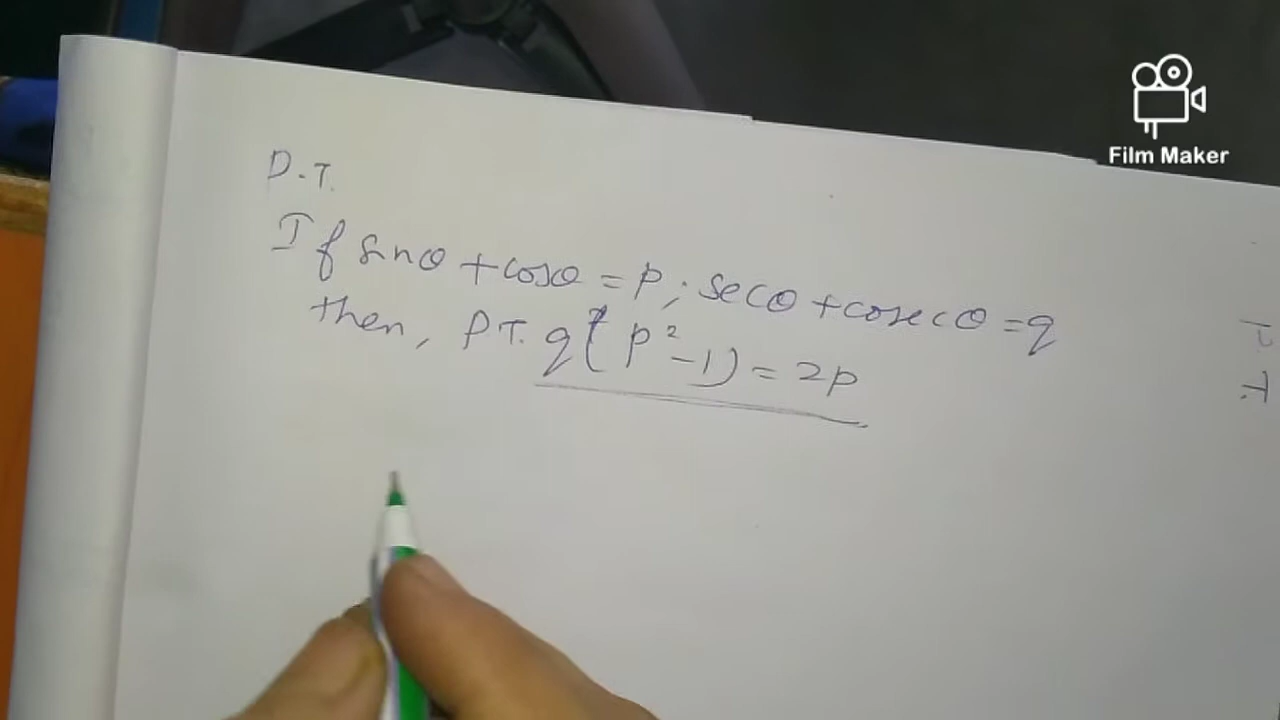 Film Maker
D.T.
If sinθ + cosθ = p; secθ + cosecθ = q
then, P.T. q(p²-1) = 2p